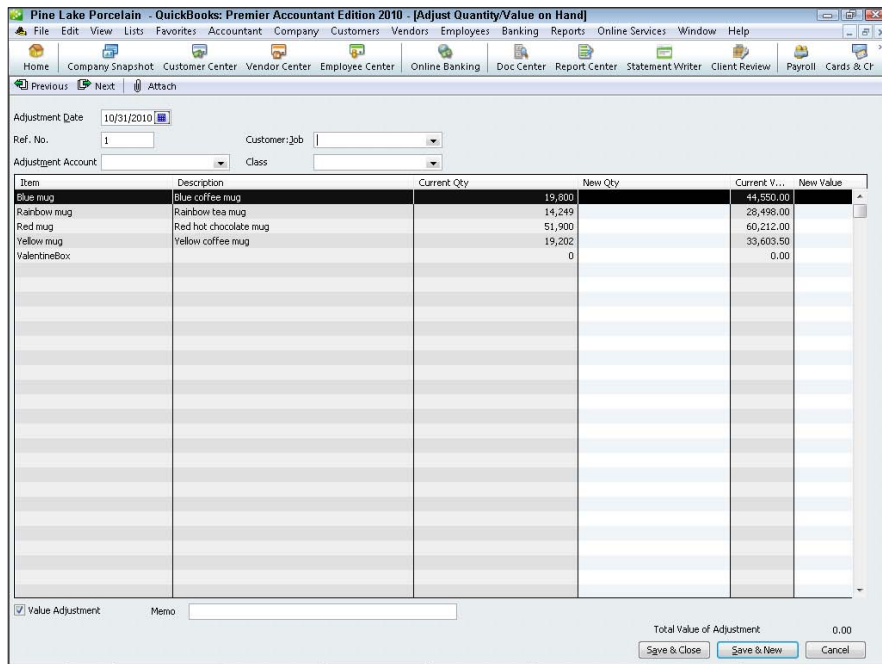 Pine Lake Porcelain - QuickBooks: Premier Accountant Edition 2010 - [Adjust Quantity/Value on Hand]
File Edit View Lists Favorites Accountant Company Customers Vendors Employees Banking Reports Online Services Window Help
Home Company Snapshot Customer Center Vendor Center Employee Center Online Banking Doc Center Report Center Statement Writer Client Review Payroll Cards & Ch
Previous Next Attach
Adjustment Date 10/31/2010
Ref. No. 1 Customer:Job
Adjustment Account Class
Item Description Current Qty New Qty Current V... New Value
Blue mug Blue coffee mug 19,800 44,550.00
Rainbow mug Rainbow tea mug 14,249 28,498.00
Red mug Red hot chocolate mug 51,900 60,212.00
Yellow mug Yellow coffee mug 19,202 33,603.50
ValentineBox 0 0.00
Value Adjustment Memo
Total Value of Adjustment 0.00
Save & Close Save & New Cancel